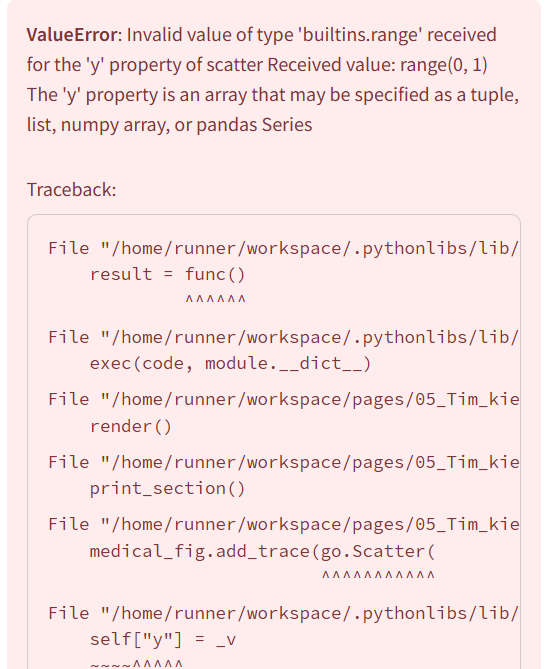 ValueError: Invalid value of type 'builtins.range' received
for the 'y' property of scatter Received value: range(0, 1)
The 'y' property is an array that may be specified as a tuple,
list, numpy array, or pandas Series
Traceback:
File "/home/runner/workspace/.pythonlibs/lib/
result = func()
^^^^^^
File "/home/runner/workspace/.pythonlibs/lib/
exec(code, module.__dict__)
File "/home/runner/workspace/pages/05_Tim_kie
render()
File "/home/runner/workspace/pages/05_Tim_kie
print_section()
File "/home/runner/workspace/pages/05_Tim_kie
medical_fig.add_trace(go.Scatter(
^^^^^^^^^^^
File "/home/runner/workspace/.pythonlibs/lib/
self["y"] = _v
~~~~^^^^^